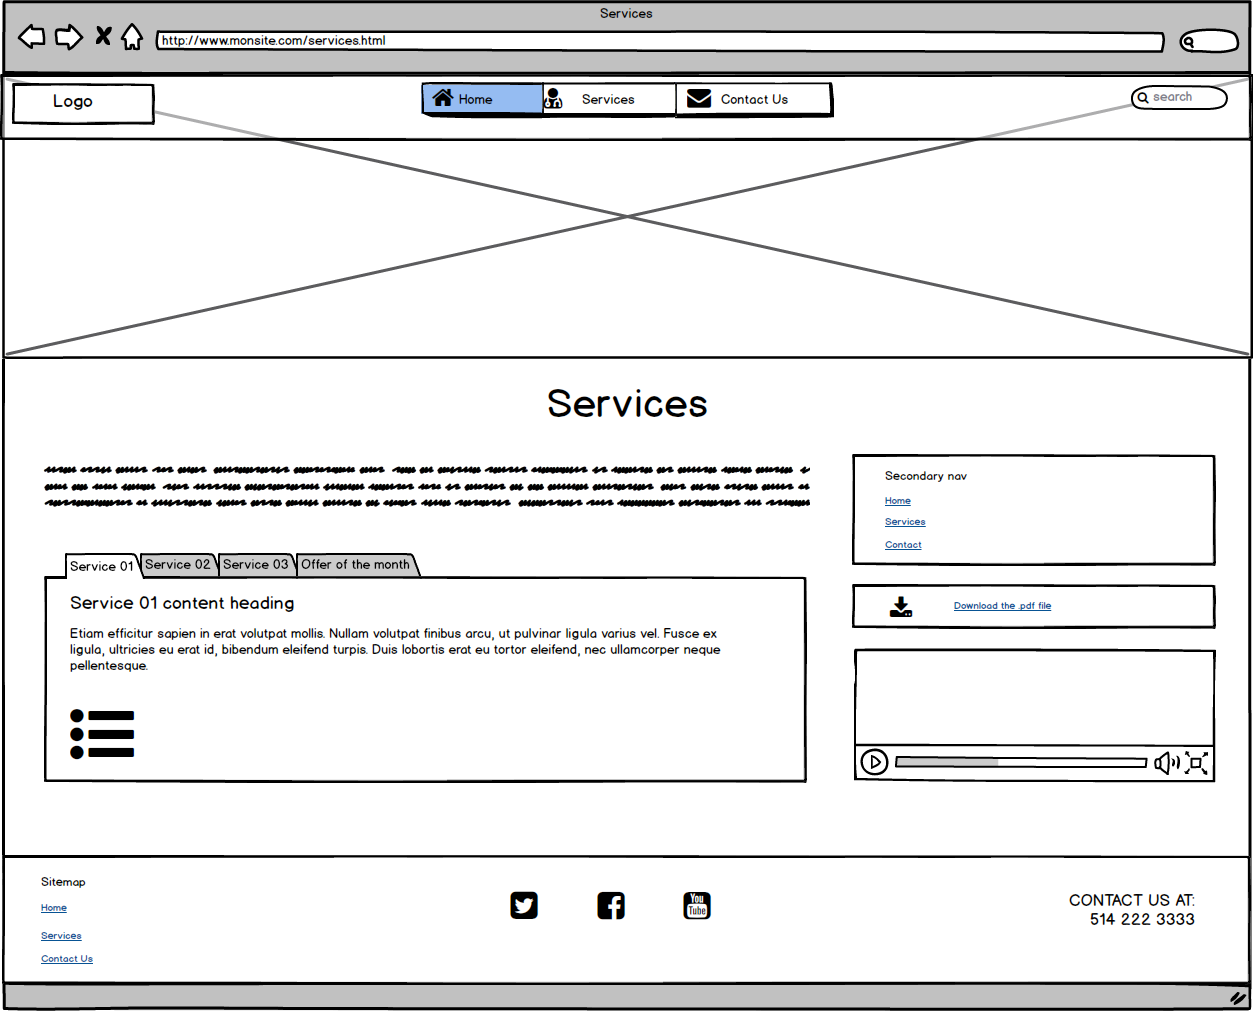 Services
http://www.monsite.com/services.html
Logo
Home
Services
Contact Us
search
Services
Secondary nav
Home
Services
Contact
Service 01
Service 02
Service 03
Offer of the month
Service 01 content heading
Etiam efficitur sapien in erat volutpat mollis. Nullam volutpat finibus arcu, ut pulvinar ligula varius vel. Fusce ex
ligula, ultricies eu erat id, bibendum eleifend turpis. Duis lobortis erat eu tortor eleifend, nec ullamcorper neque
pellentesque.
Download the .pdf file
Sitemap
Home
Services
Contact Us
You
Tube
CONTACT US AT:
514 222 3333